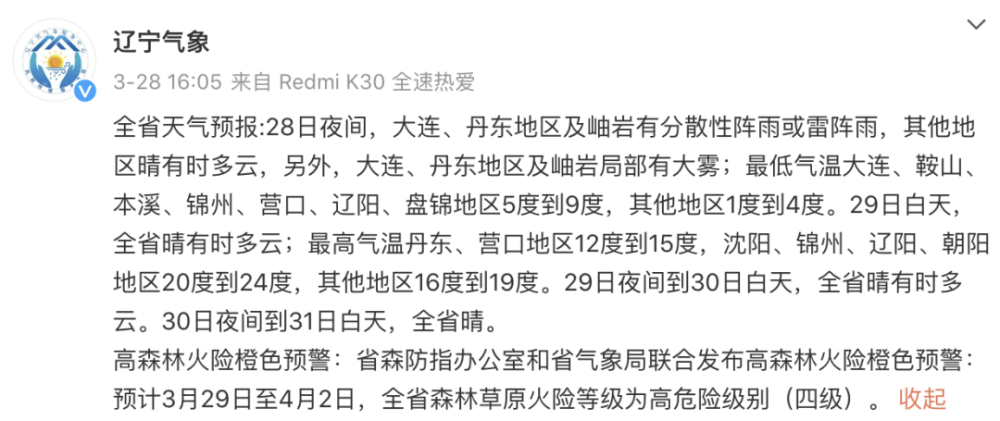 辽宁气象
3-28 16:05 来自 Redmi K30 全速热爱
全省天气预报:28日夜间，大连、丹东地区及岫岩有分散性阵雨或雷阵雨，其他地
区晴有时多云，另外，大连、丹东地区及岫岩局部有大雾；最低气温大连、鞍山、
本溪、锦州、营口、辽阳、盘锦地区5度到9度，其他地区1度到4度。29日白天，
全省晴有时多云；最高气温丹东、营口地区12度到15度，沈阳、锦州、辽阳、朝阳
地区20度到24度，其他地区16度到19度。29日夜间到30日白天，全省晴有时多
云。30日夜间到31日白天，全省晴。
高森林火险橙色预警：省森防指办公室和省气象局联合发布高森林火险橙色预警：
预计3月29日至4月2日，全省森林草原火险等级为高危险级别（四级）。 收起